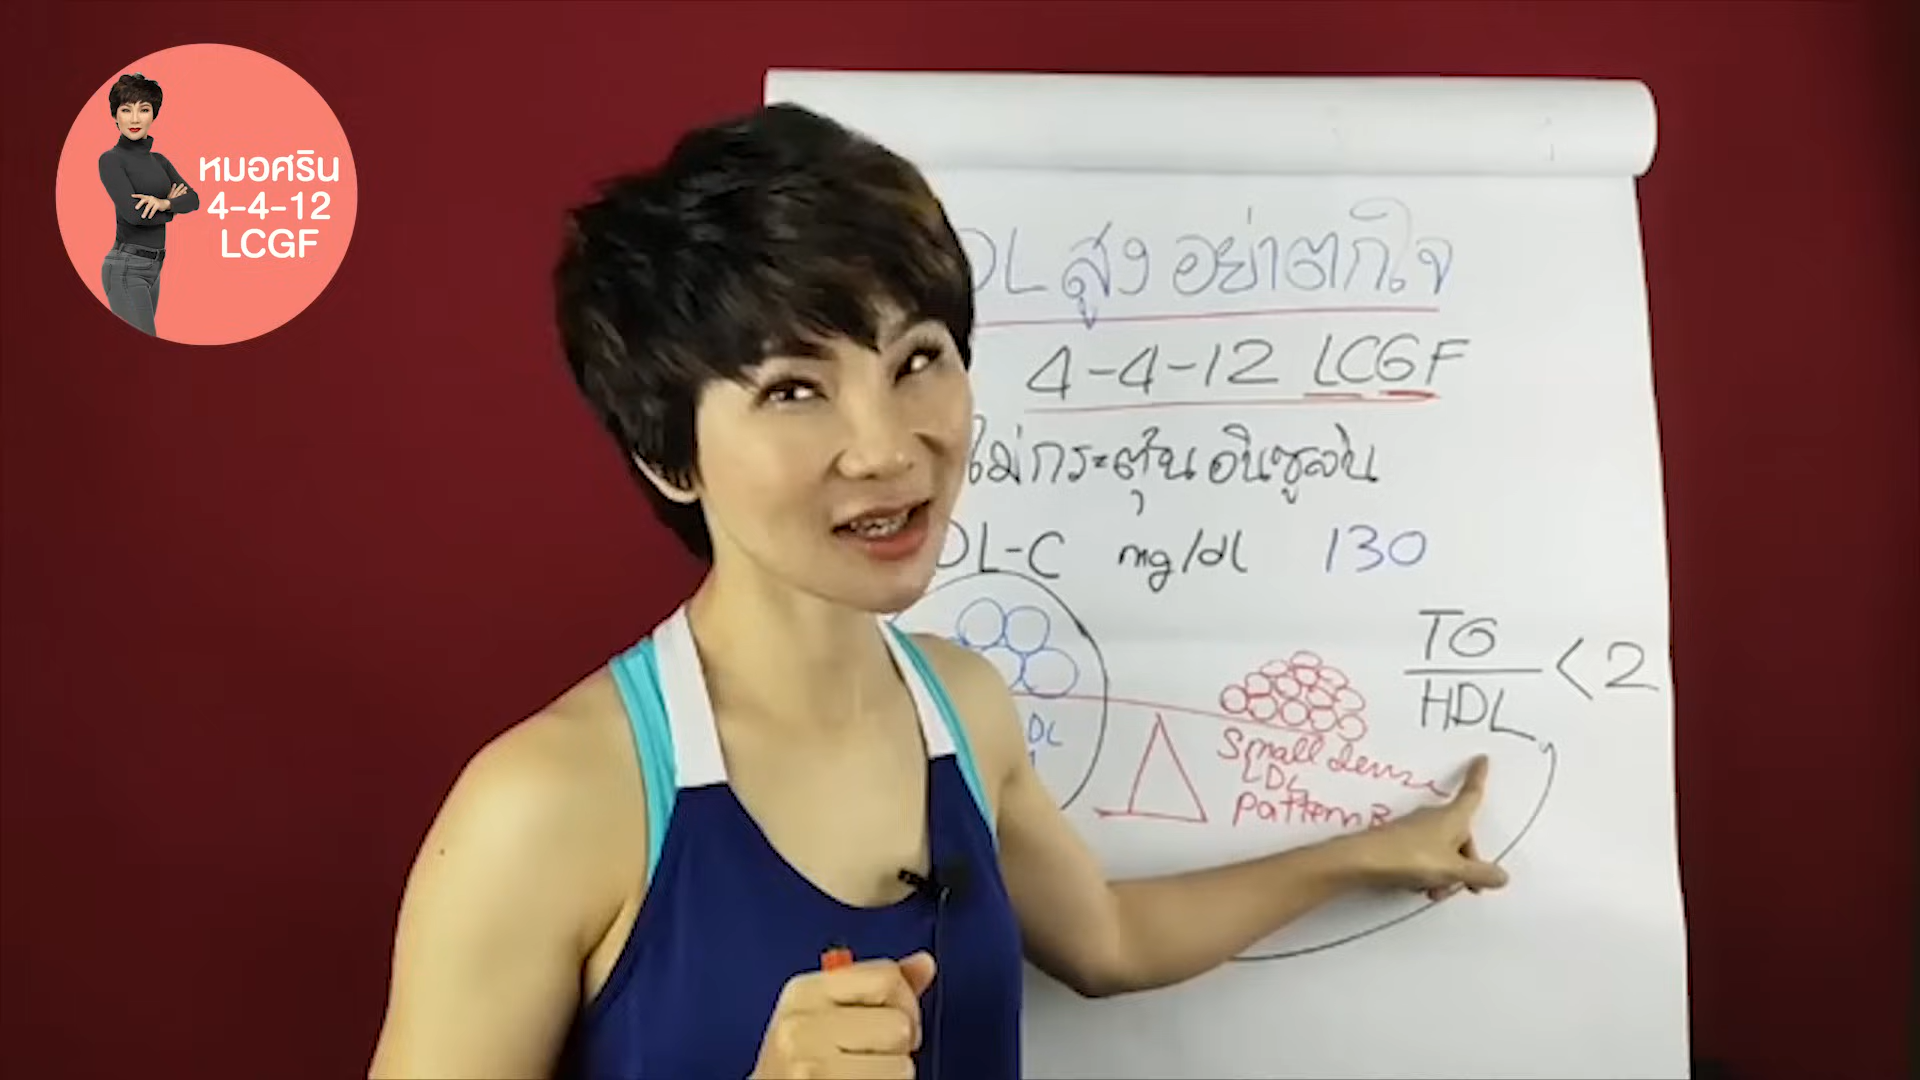 หมอศริน
4-4-12
LCGF
DL สูง อย่าตกใจ
4-4-12 LCGF
ไม่กระตุ้น อินซูลิน
DL-C mg/dl 130
TG
HDL
< 2
DL
Small dense
LDL
pattern B